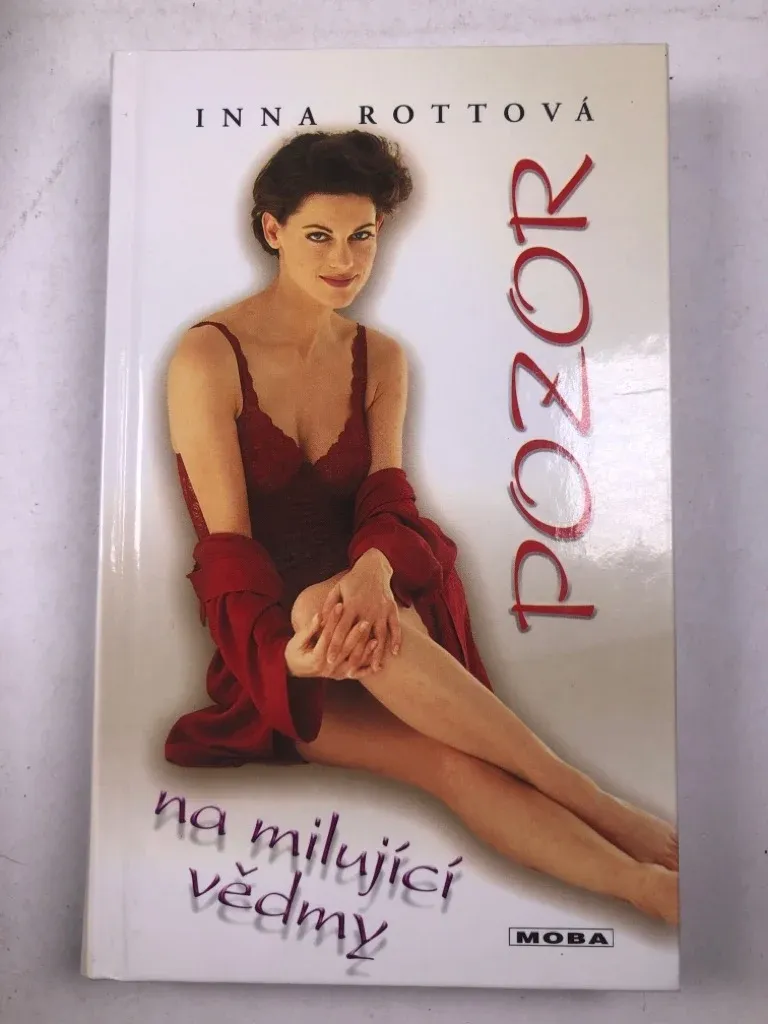 INNA ROTTOVÁ
POZOR
na milující
vědmy
MOBA